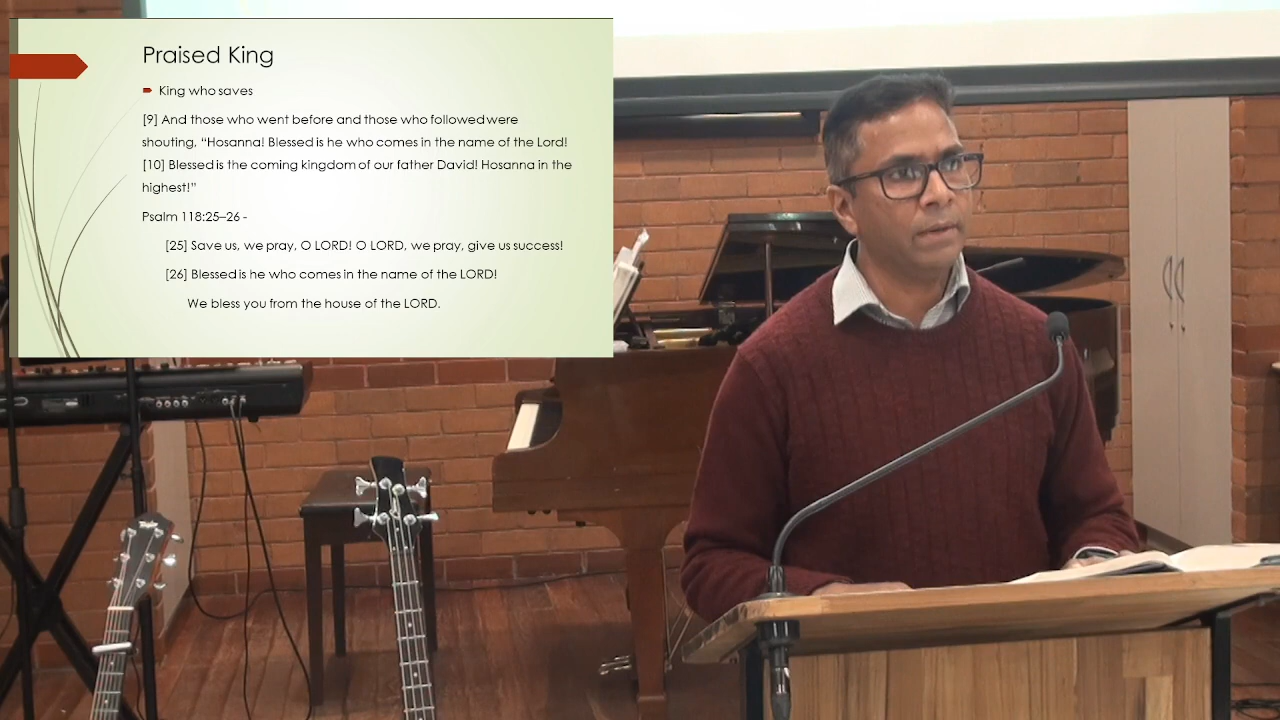 Praised King
King who saves
[9] And those who went before and those who followed were
shouting, “Hosanna! Blessed is he who comes in the name of the Lord!
[10] Blessed is the coming kingdom of our father David! Hosanna in the
highest!”
Psalm 118:25–26 -
[25] Save us, we pray, O LORD! O LORD, we pray, give us success!
[26] Blessed is he who comes in the name of the LORD!
We bless you from the house of the LORD.